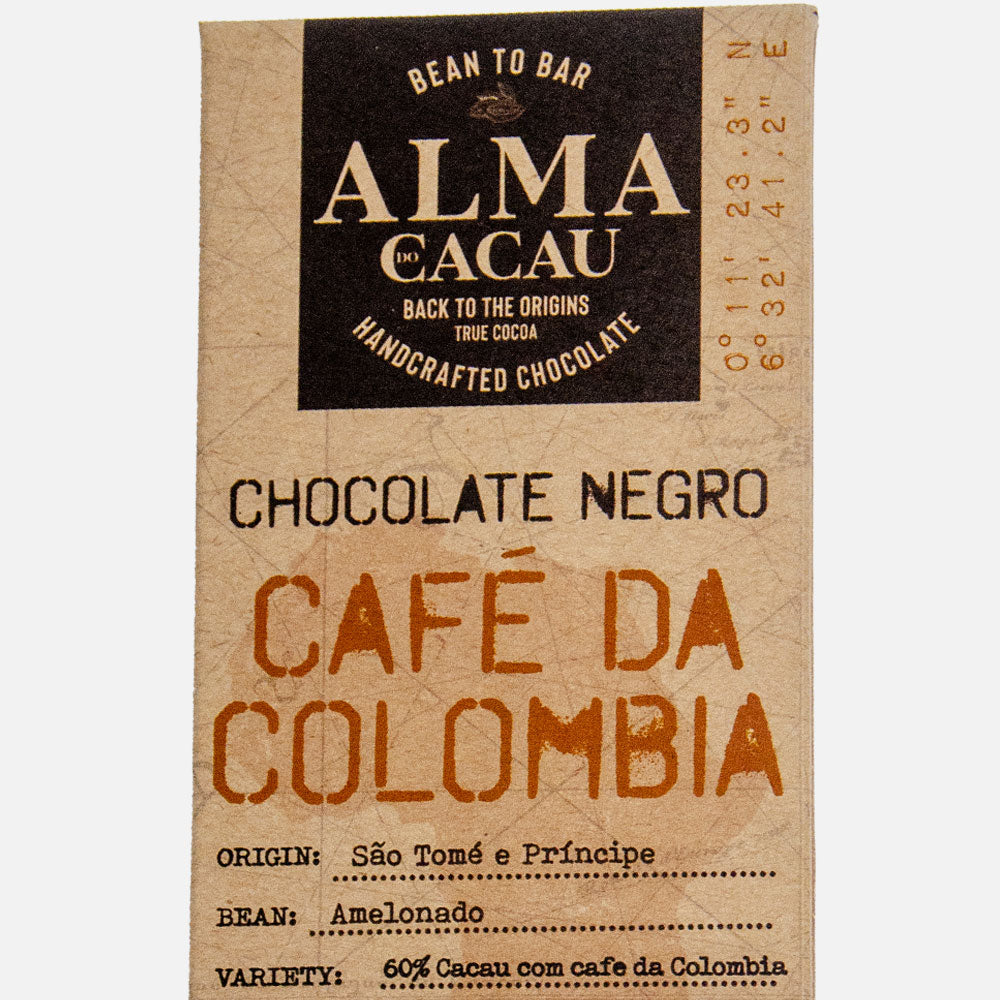 BEAN TO BAR
ALMA
DO CACAU
BACK TO THE ORIGINS
TRUE COCOA
HANDCRAFTED CHOCOLATE
0° 11' 23.3" N
6° 32' 41.2" E
CHOCOLATE NEGRO
CAFÉ DA
COLOMBIA
ORIGIN: São Tomé e Príncipe
BEAN: Amelonado
VARIETY: 60% Cacau com cafe da Colombia